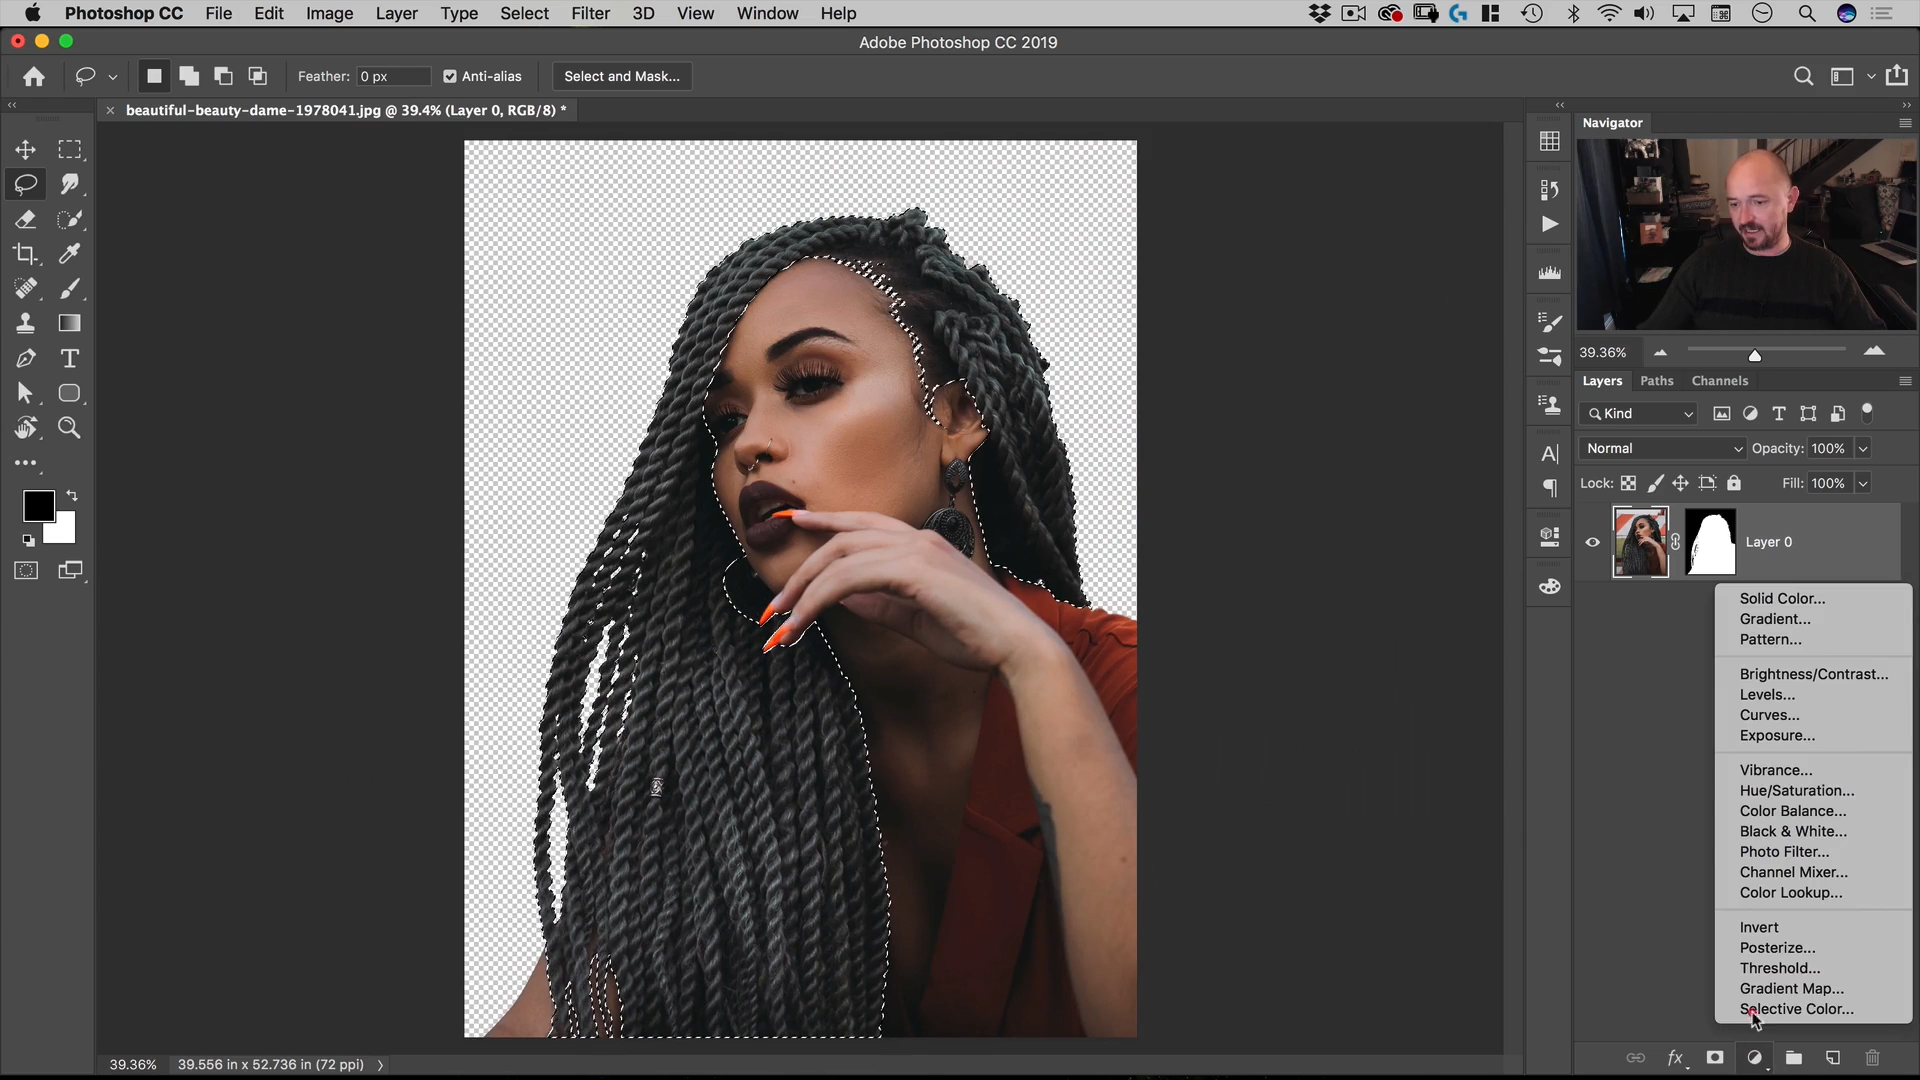 Photoshop CC File Edit Image Layer Type Select Filter 3D View Window Help
Adobe Photoshop CC 2019
Feather: 0 px Anti-alias Select and Mask...
× beautiful-beauty-dame-1978041.jpg @ 39.4% (Layer 0, RGB/8) *
Navigator
39.36%
Layers Paths Channels
Kind
Normal Opacity: 100%
Lock: Fill: 100%
Layer 0
Solid Color...
Gradient...
Pattern...
Brightness/Contrast...
Levels...
Curves...
Exposure...
Vibrance...
Hue/Saturation...
Color Balance...
Black & White...
Photo Filter...
Channel Mixer...
Color Lookup...
Invert
Posterize...
Threshold...
Gradient Map...
Selective Color...
fx
39.36% 39.556 in x 52.736 in (72 ppi)